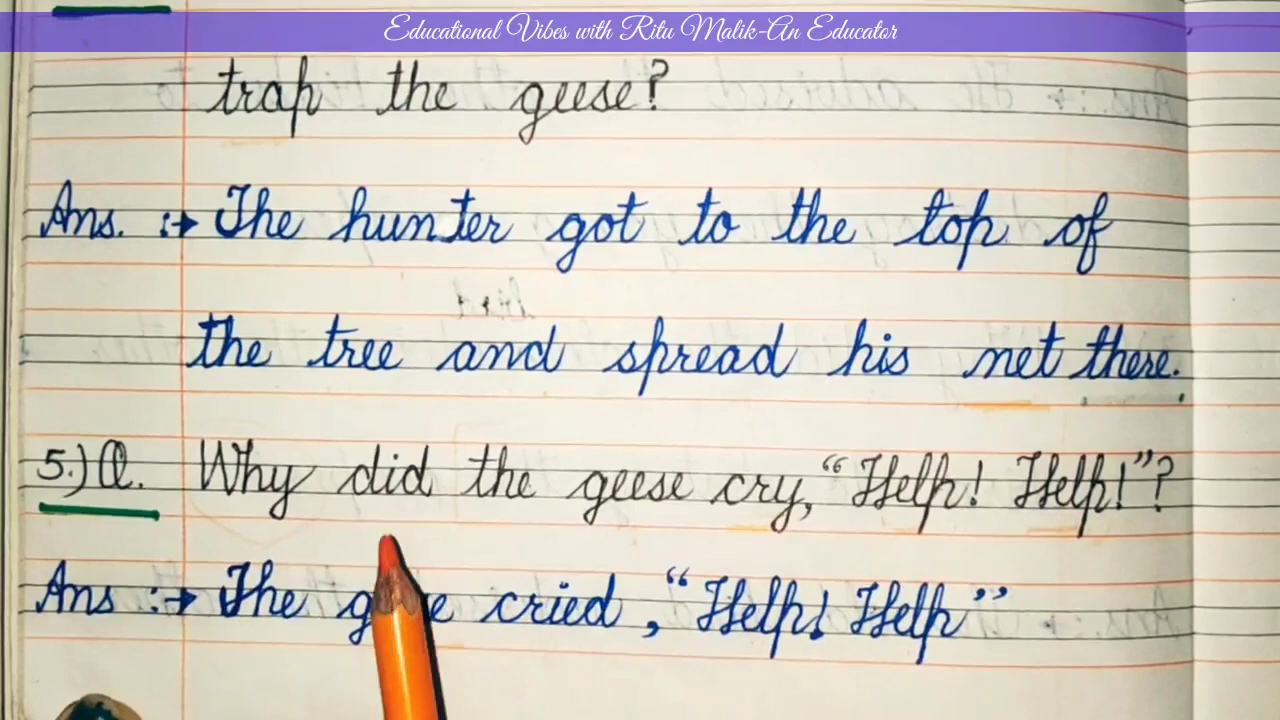 Educational Vibes with Ritu Malik-An Educator
trap the geese?
Ans. :→ The hunter got to the top of
the tree and spread his net there.
5.) Q. Why did the geese cry, “Help! Help!”?
Ans :→ The cried, “Help! Help”